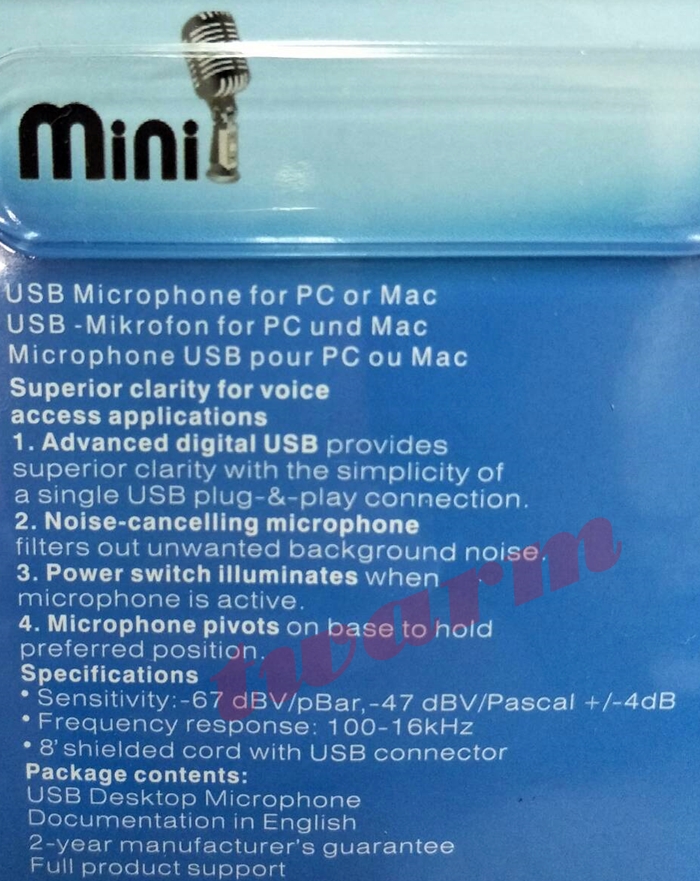 mini
USB Microphone for PC or Mac
USB -Mikrofon for PC und Mac
Microphone USB pour PC ou Mac
Superior clarity for voice
access applications
1. Advanced digital USB provides
superior clarity with the simplicity of
a single USB plug-&-play connection.
2. Noise-cancelling microphone
filters out unwanted background noise.
3. Power switch illuminates when
microphone is active.
4. Microphone pivots on base to hold
preferred position.
twarm
Specifications
• Sensitivity:-67 dBV/pBar,-47 dBV/Pascal +/-4dB
• Frequency response: 100-16kHz
• 8' shielded cord with USB connector
Package contents:
USB Desktop Microphone
Documentation in English
2-year manufacturer's guarantee
Full product support